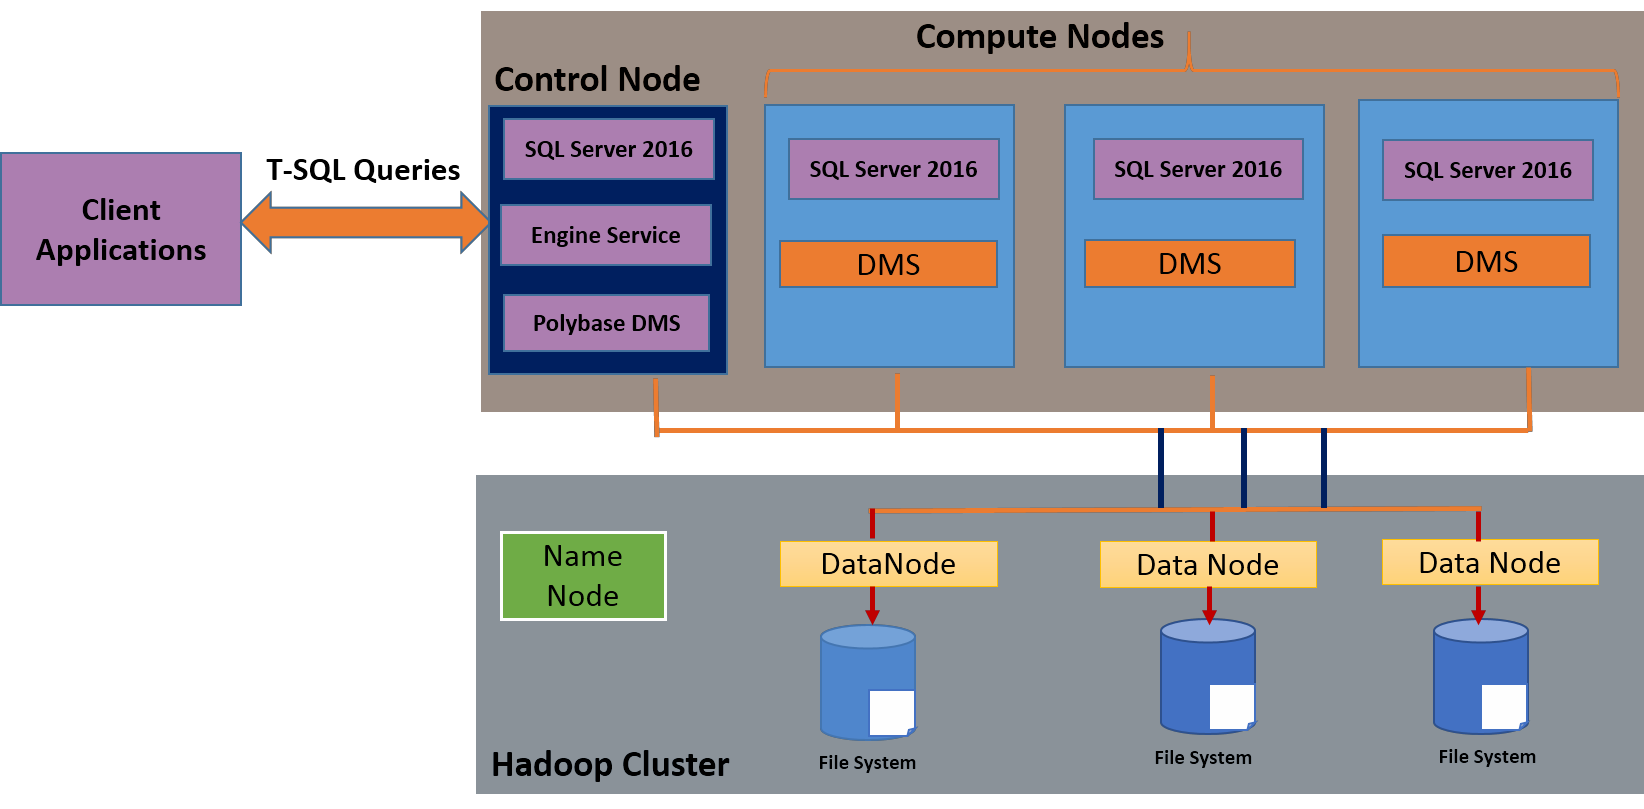 Compute Nodes
Control Node
SQL Server 2016
Engine Service
Polybase DMS
SQL Server 2016
DMS
SQL Server 2016
DMS
SQL Server 2016
DMS
T-SQL Queries
Client
Applications
Name
Node
DataNode
Data Node
Data Node
File System
File System
File System
Hadoop Cluster